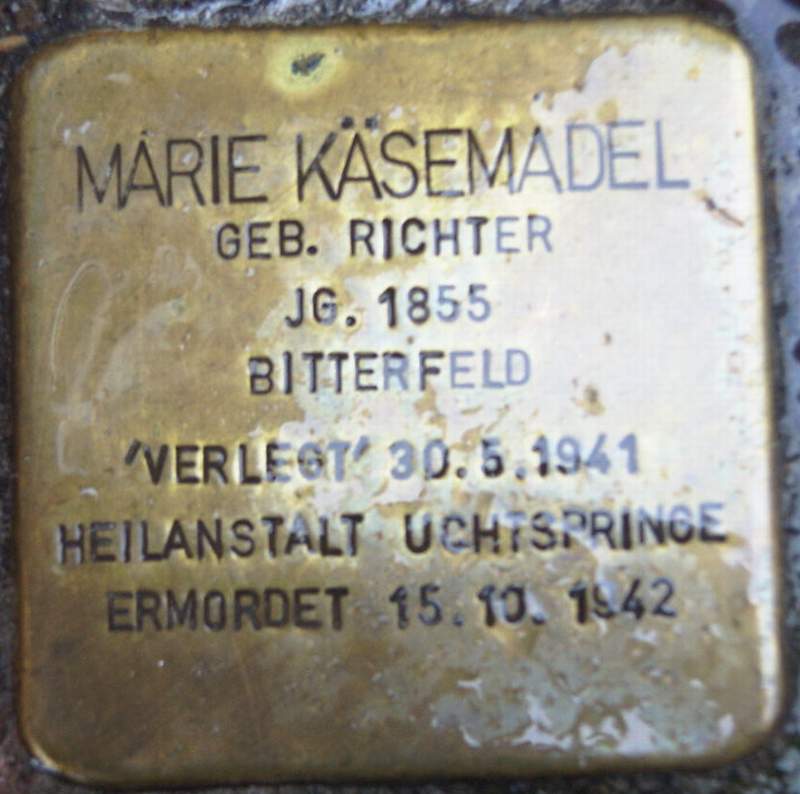 MARIE KÄSEMADEL
GEB. RICHTER
JG. 1855
BITTERFELD
'VERLEGT' 30.5.1941
HEILANSTALT UCHTSPRINGE
ERMORDET 15.10.1942